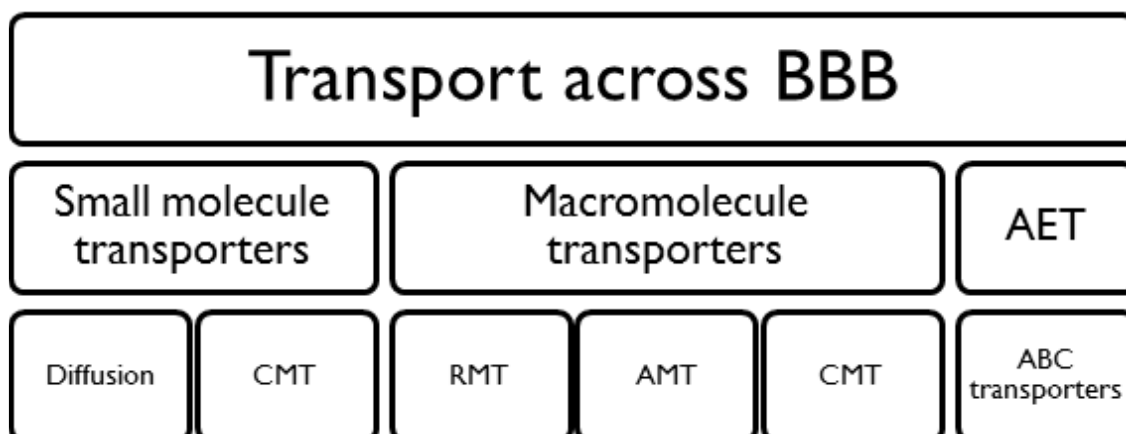 Transport across BBB
Small molecule
transporters
Macromolecule
transporters
AET
Diffusion
CMT
RMT
AMT
CMT
ABC
transporters